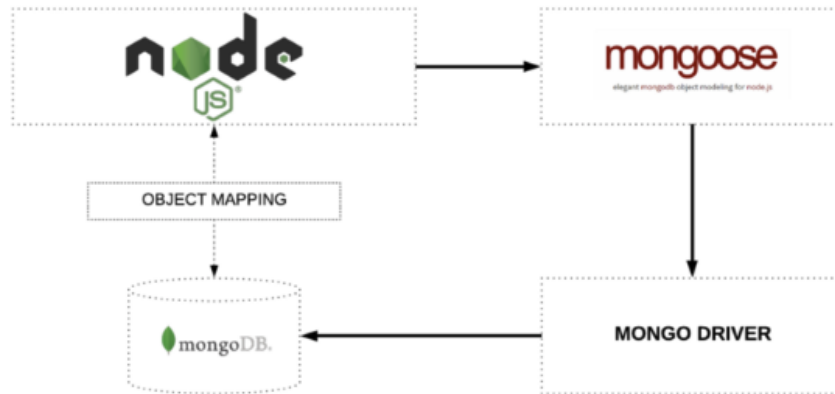 node
JS®
mongoose
elegant mongodb object modeling for node.js
OBJECT MAPPING
mongoDB.
MONGO DRIVER